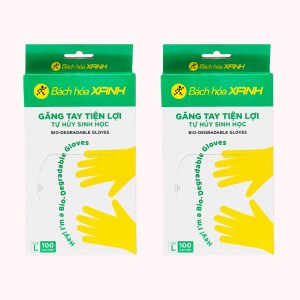 Bách hóa XANH
GĂNG TAY TIỆN LỢI
TỰ HỦY SINH HỌC
BIO-DEGRADABLE GLOVES
Hey! I'm a Bio-Degradable Gloves
L
100
Bách hóa XANH
GĂNG TAY TIỆN LỢI
TỰ HỦY SINH HỌC
BIO-DEGRADABLE GLOVES
Hey! I'm a Bio-Degradable Gloves
L
100